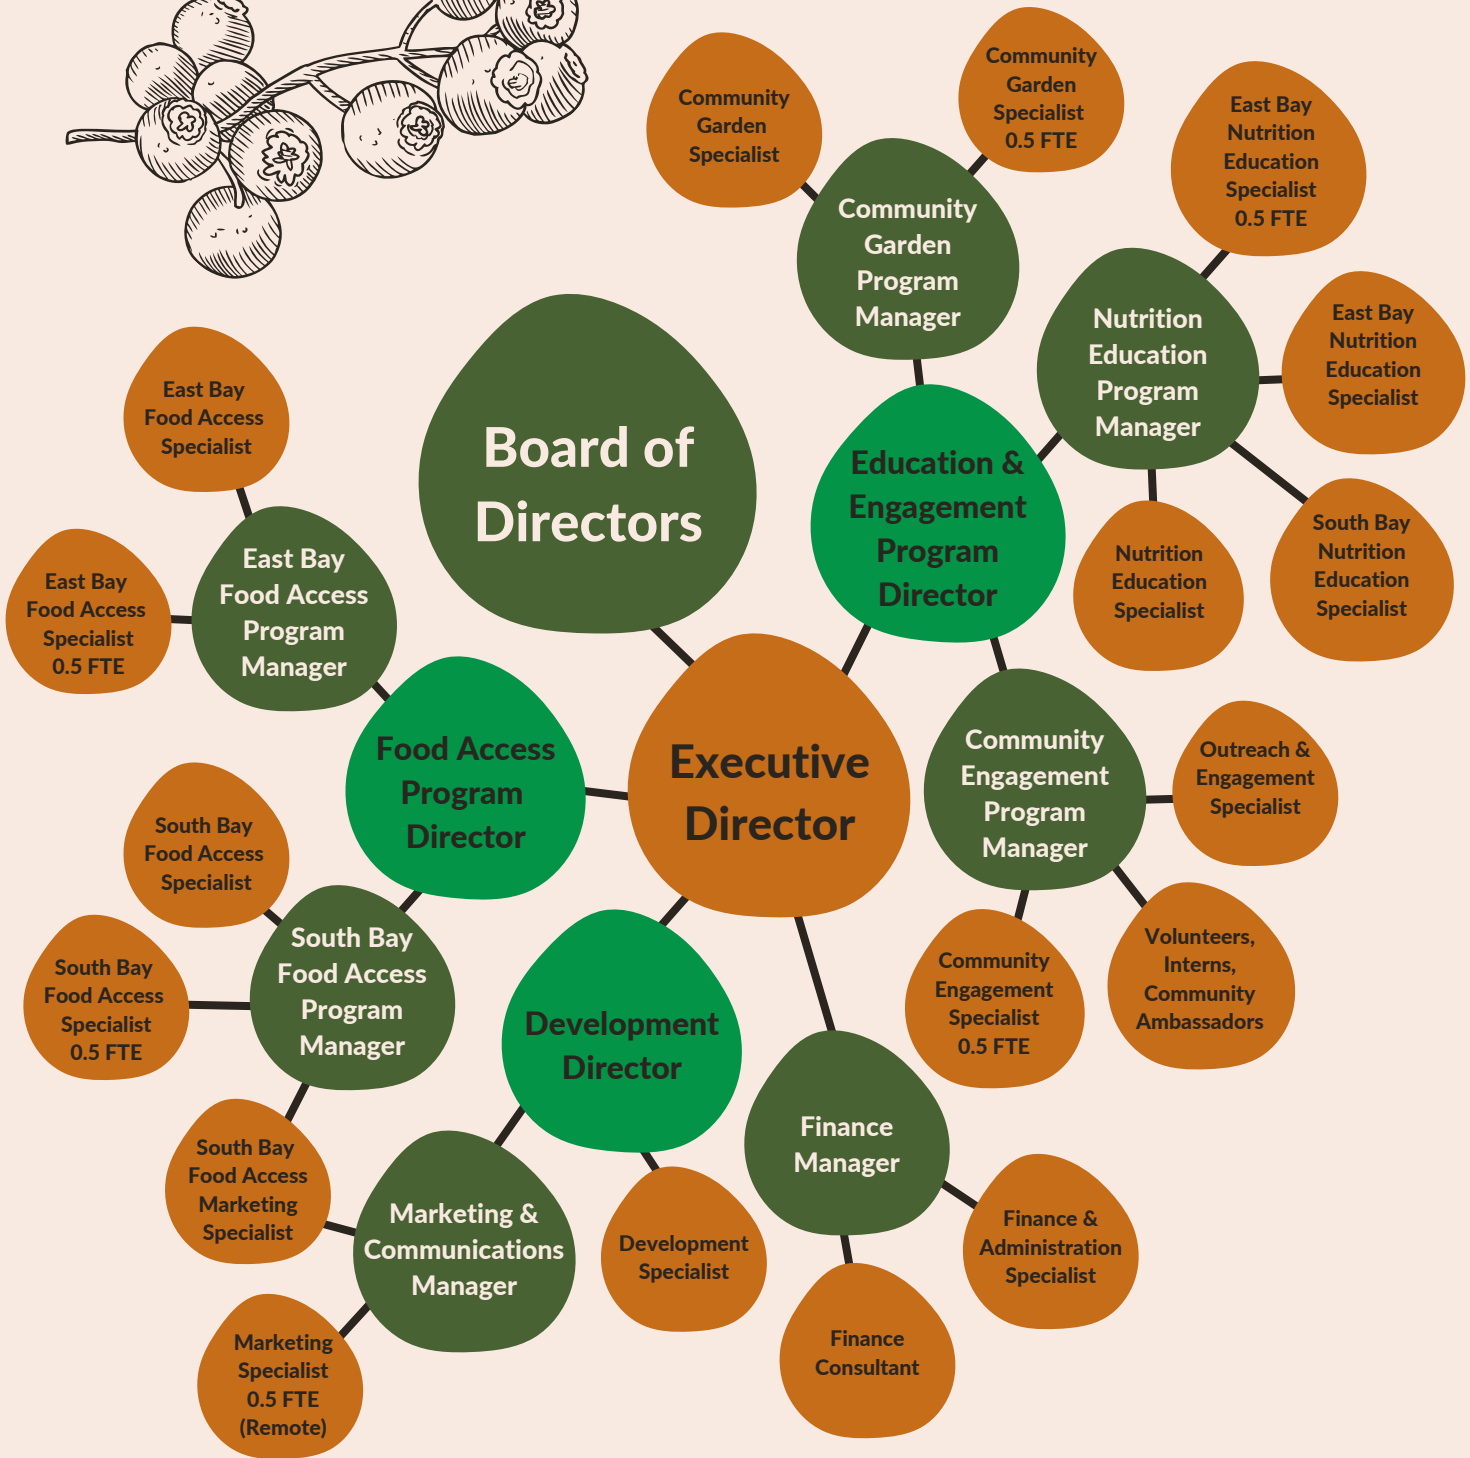 Community
Garden
Specialist
Community
Garden
Specialist
0.5 FTE
East Bay
Nutrition
Education
Specialist
0.5 FTE
Community
Garden
Program
Manager
Nutrition
Education
Program
Manager
East Bay
Nutrition
Education
Specialist
East Bay
Food Access
Specialist
Board of
Directors
Education &
Engagement
Program
Director
Nutrition
Education
Specialist
South Bay
Nutrition
Education
Specialist
East Bay
Food Access
Specialist
0.5 FTE
East Bay
Food Access
Program
Manager
Food Access
Program
Director
Executive
Director
Community
Engagement
Program
Manager
Outreach &
Engagement
Specialist
South Bay
Food Access
Specialist
South Bay
Food Access
Specialist
0.5 FTE
South Bay
Food Access
Program
Manager
Development
Director
Community
Engagement
Specialist
0.5 FTE
Volunteers,
Interns,
Community
Ambassadors
Finance
Manager
South Bay
Food Access
Marketing
Specialist
Marketing &
Communications
Manager
Development
Specialist
Finance &
Administration
Specialist
Marketing
Specialist
0.5 FTE
(Remote)
Finance
Consultant